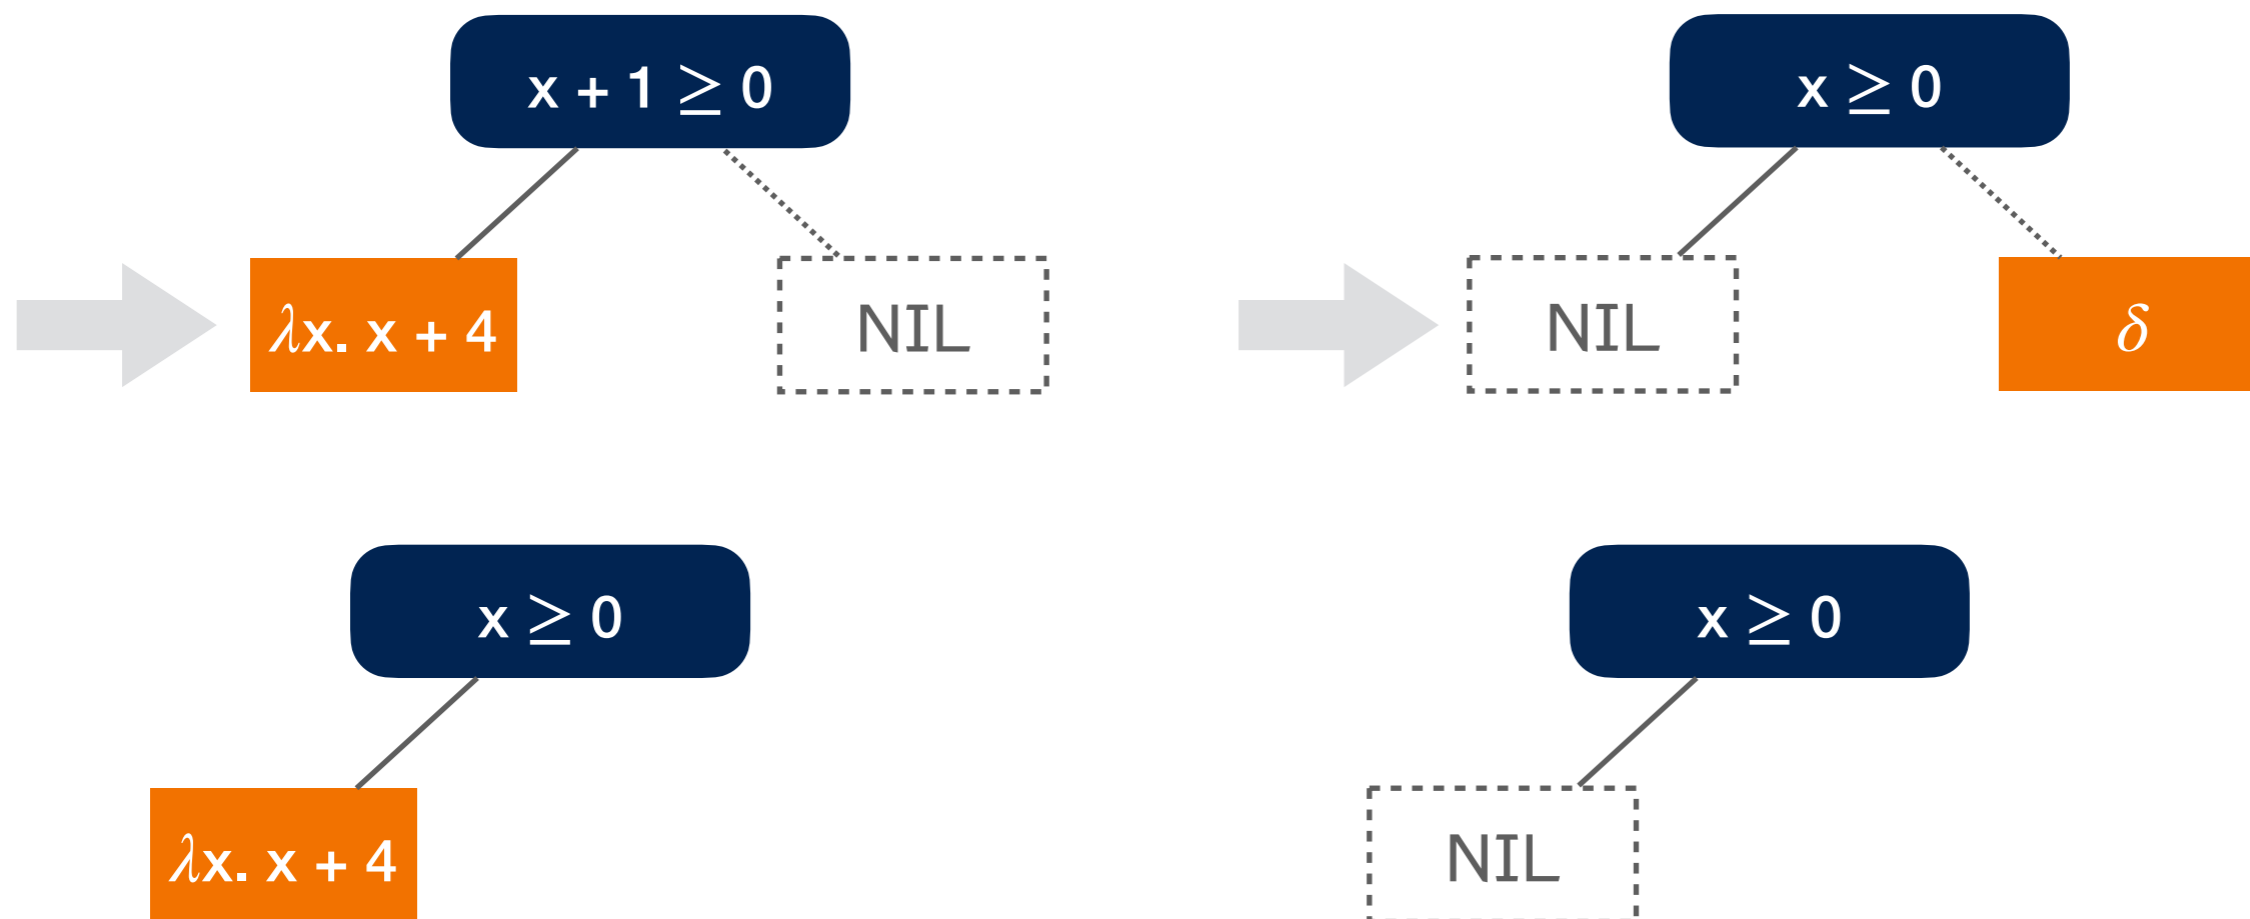 x + 1 ≥ 0
x ≥ 0
λx. x + 4
NIL
NIL
δ
x ≥ 0
x ≥ 0
λx. x + 4
NIL